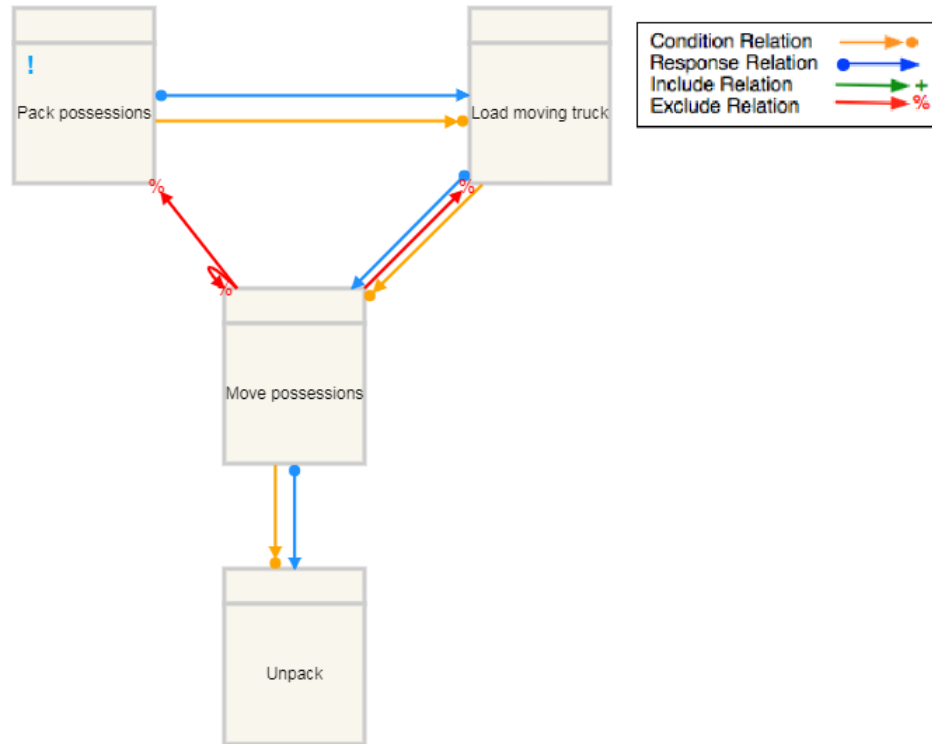 !
Pack possessions
Load moving truck
Condition Relation
Response Relation
Include Relation +
Exclude Relation %
%
%
%
Move possessions
Unpack